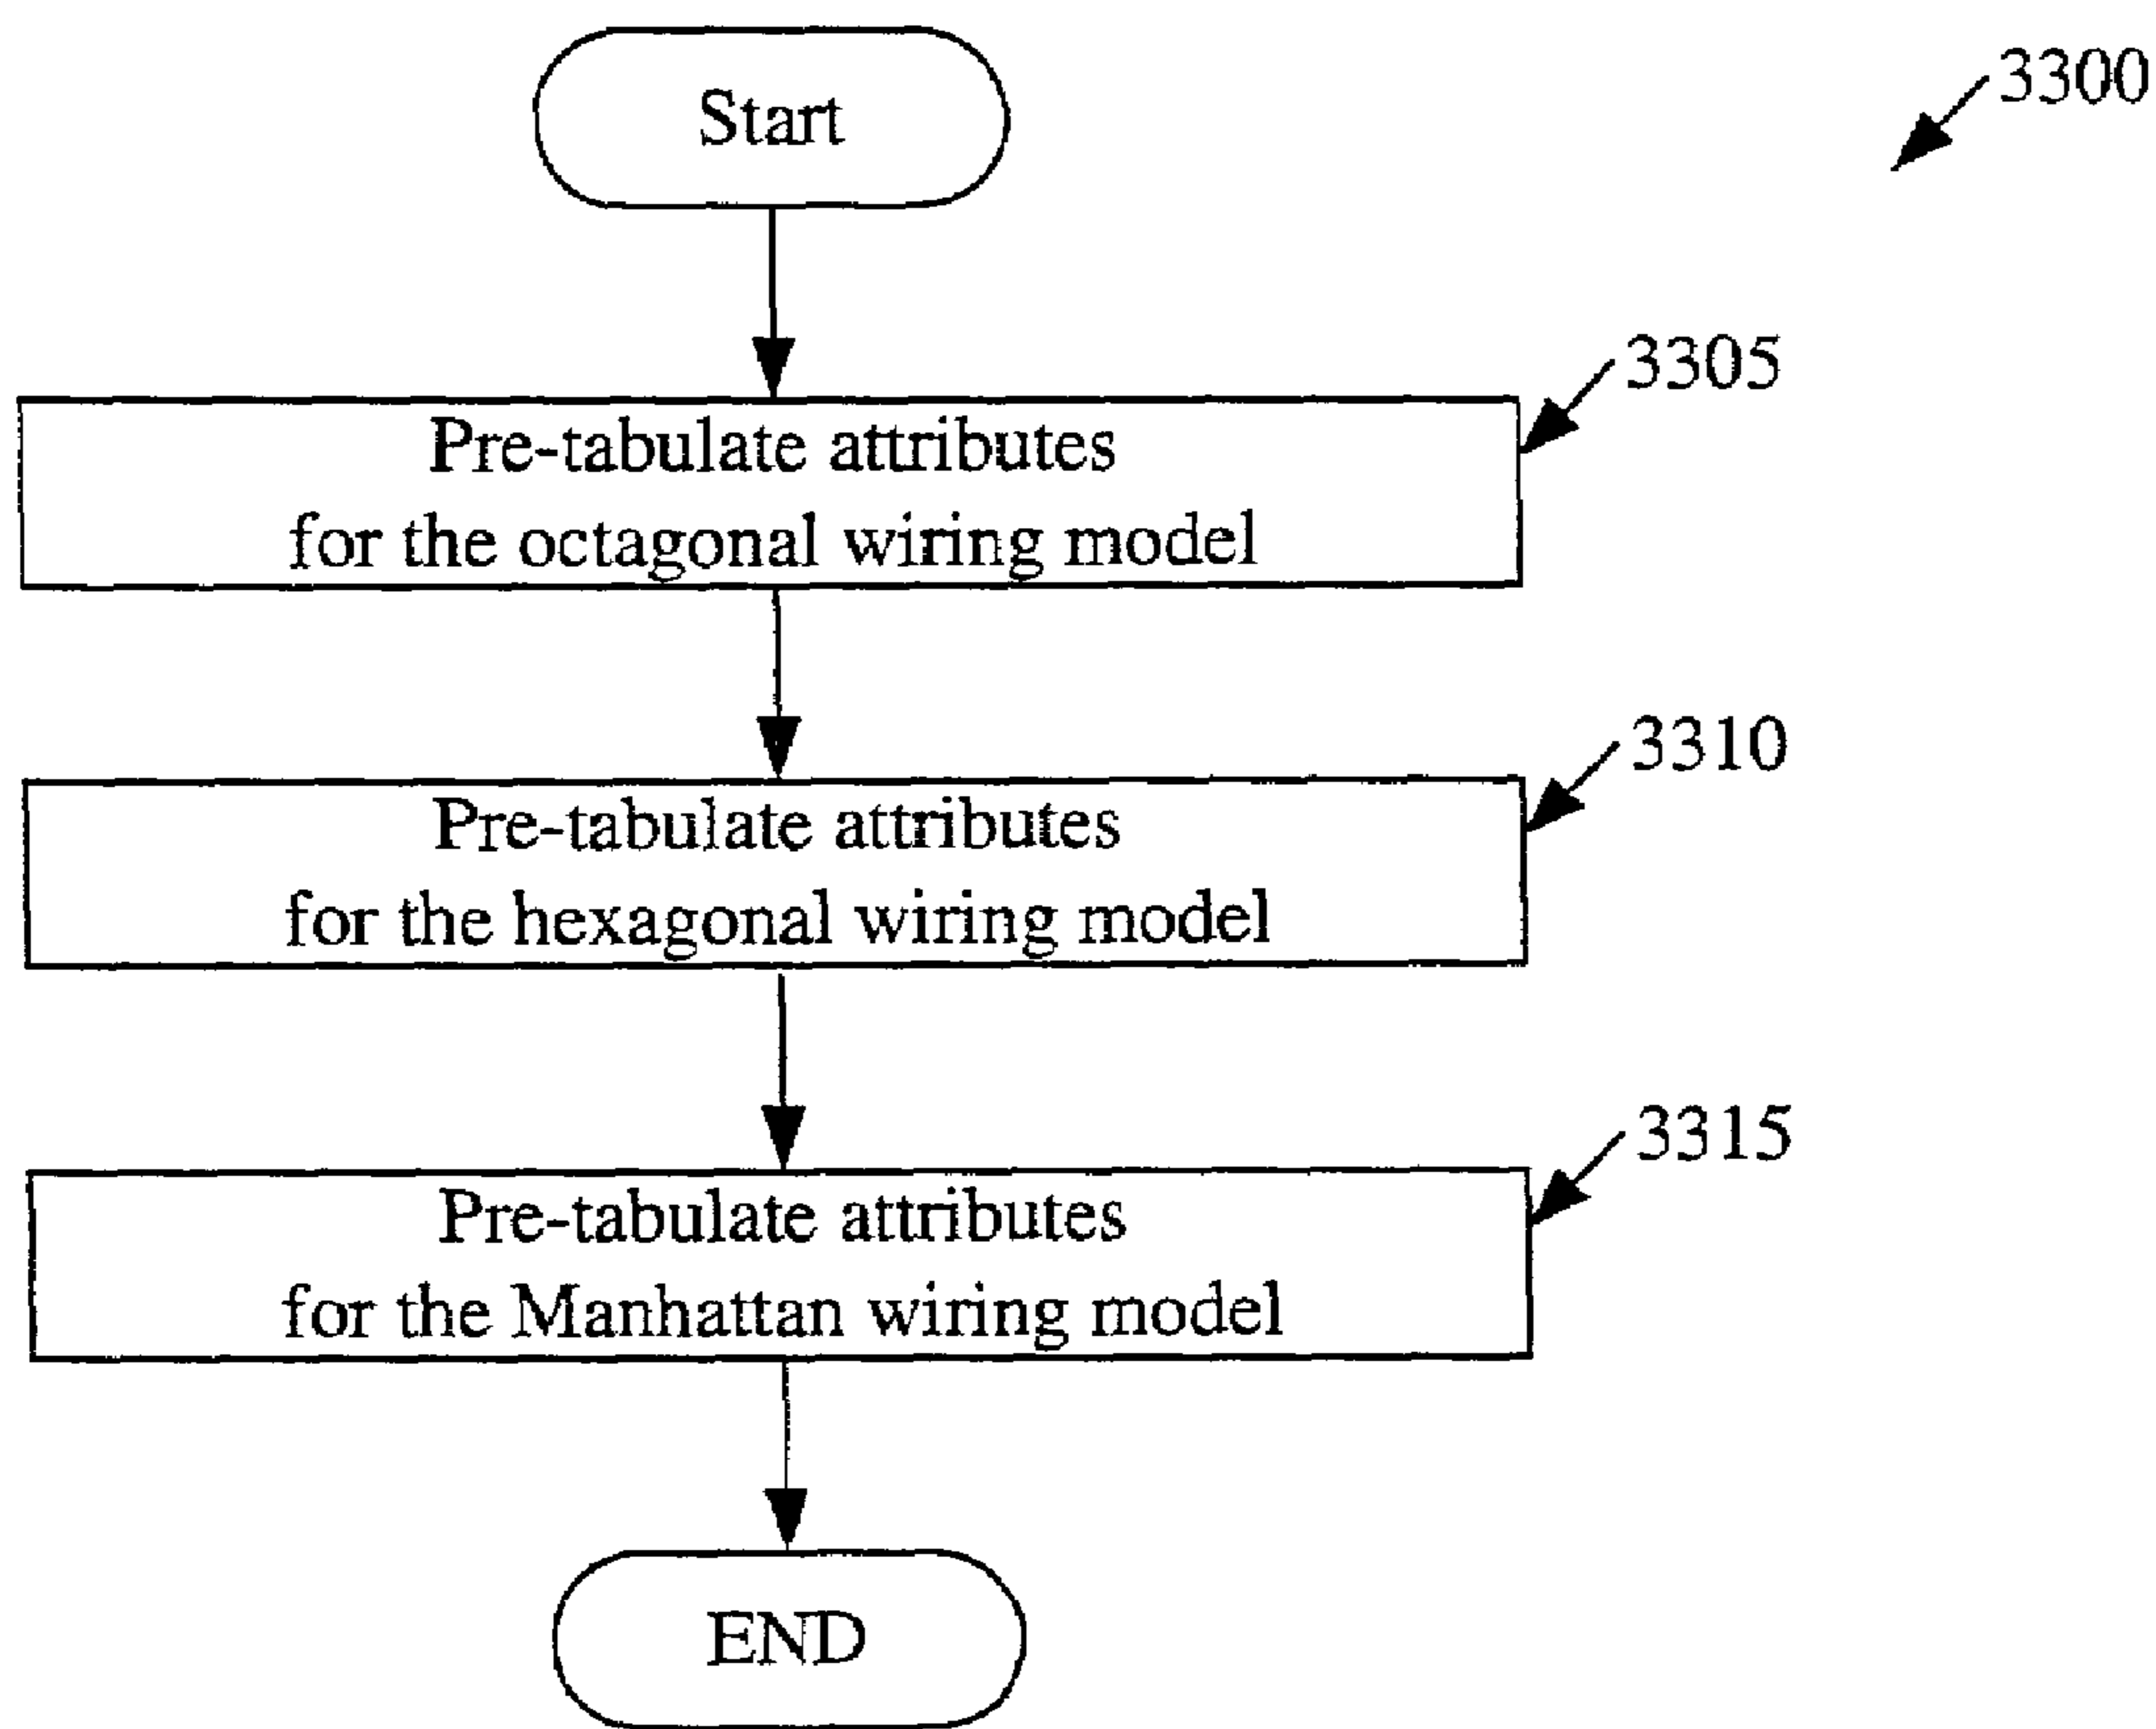 Start
3300
3305
Pre-tabulate attributes
for the octagonal wiring model
3310
Pre-tabulate attributes
for the hexagonal wiring model
3315
Pre-tabulate attributes
for the Manhattan wiring model
END